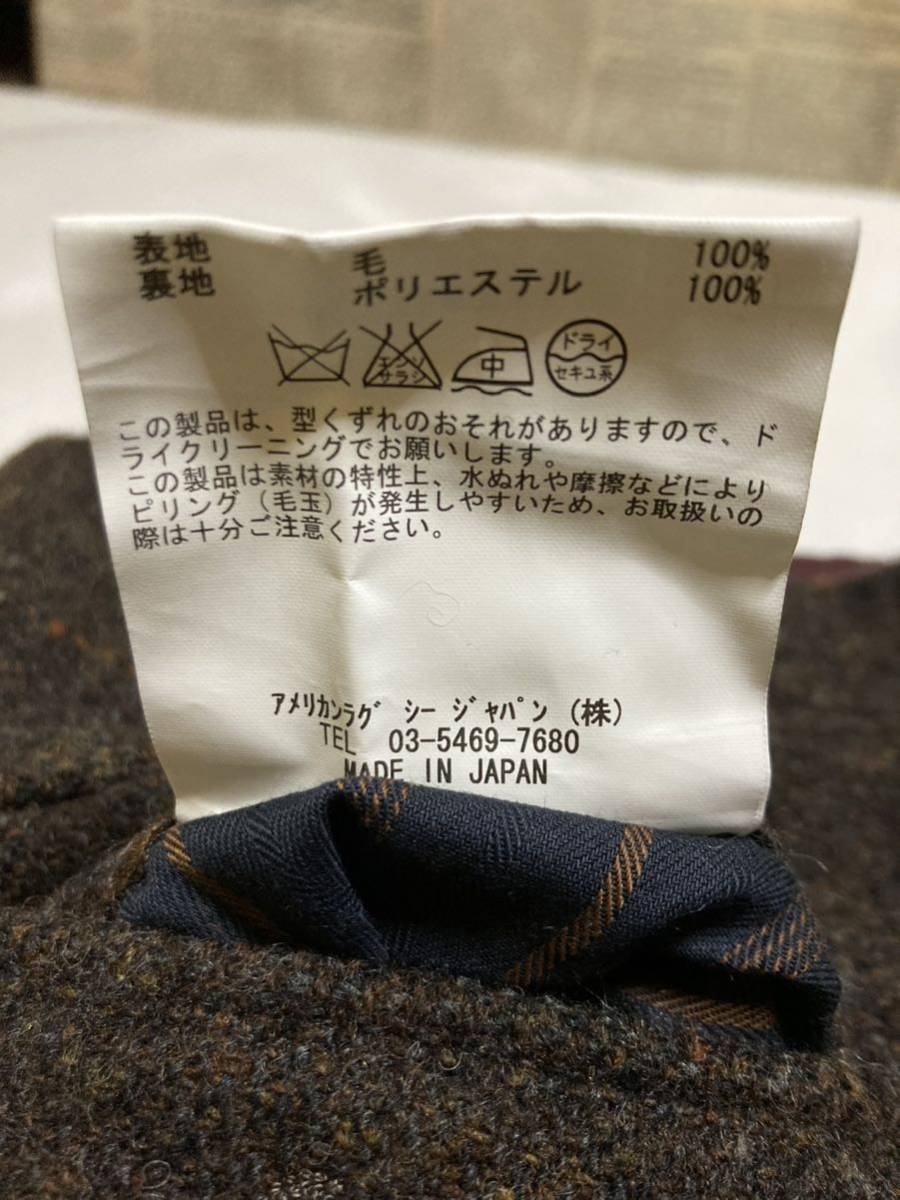 表地 毛 100%
裏地 ポリエステル 100%
エンソ サラシ 中 ドライ セキユ系
この製品は、型くずれのおそれがありますので、ド
ライクリーニングでお願いします。
この製品は素材の特性上、水ぬれや摩擦などにより
ピリング(毛玉)が発生しやすいため、お取扱いの
際は十分ご注意ください。
アメリカンラグ シー ジャパン (株)
TEL 03-5469-7680
MADE IN JAPAN